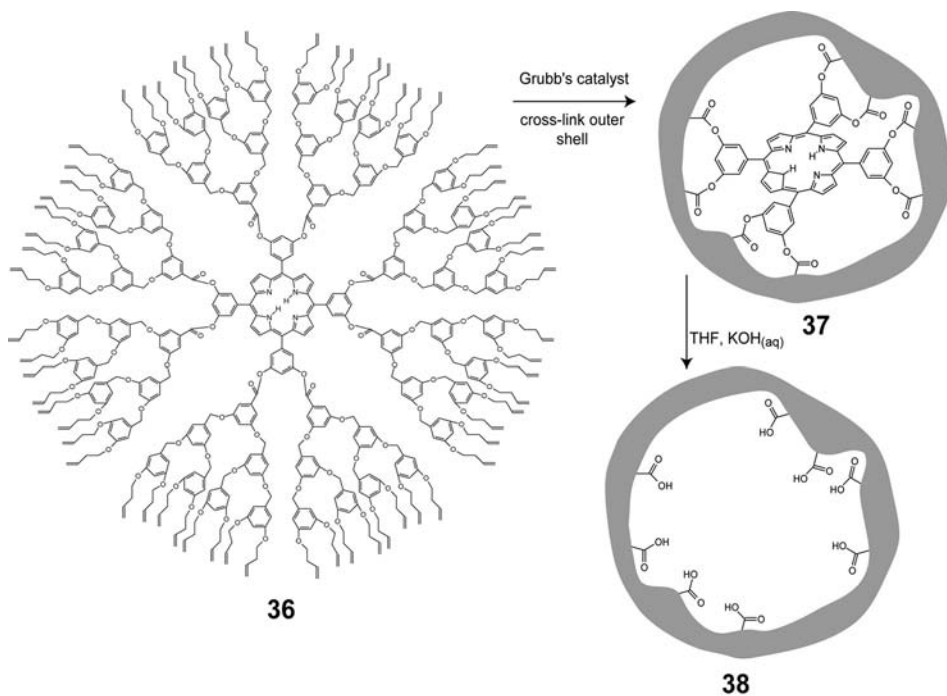 Grubb's catalyst
cross-link outer
shell
36
37
THF, KOH(aq)
38